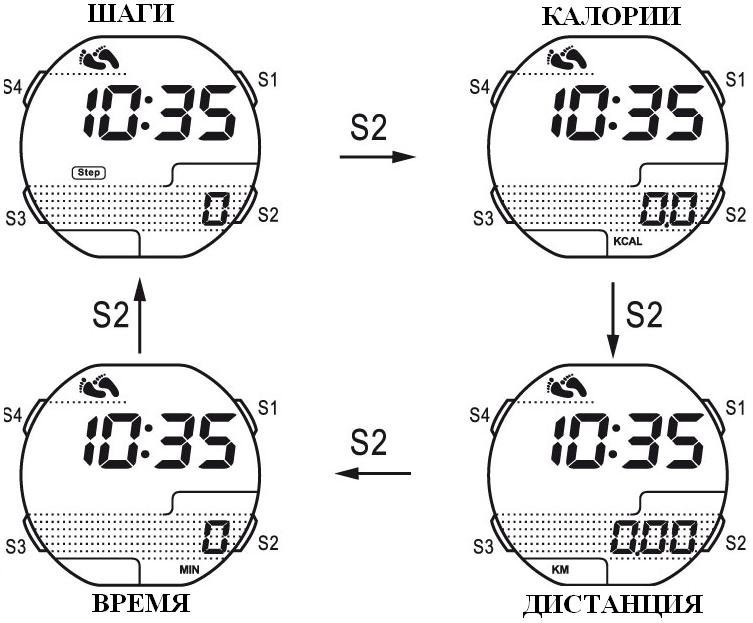 ШАГИ
S4
S1
10:35
Step
0
S3
S2
S2
КАЛОРИИ
S4
S1
10:35
0.0
S3
S2
KCAL
S2
S4
S1
10:35
0.00
S3
S2
KM
ДИСТАНЦИЯ
S2
S4
S1
10:35
0
S3
S2
MIN
ВРЕМЯ
S2